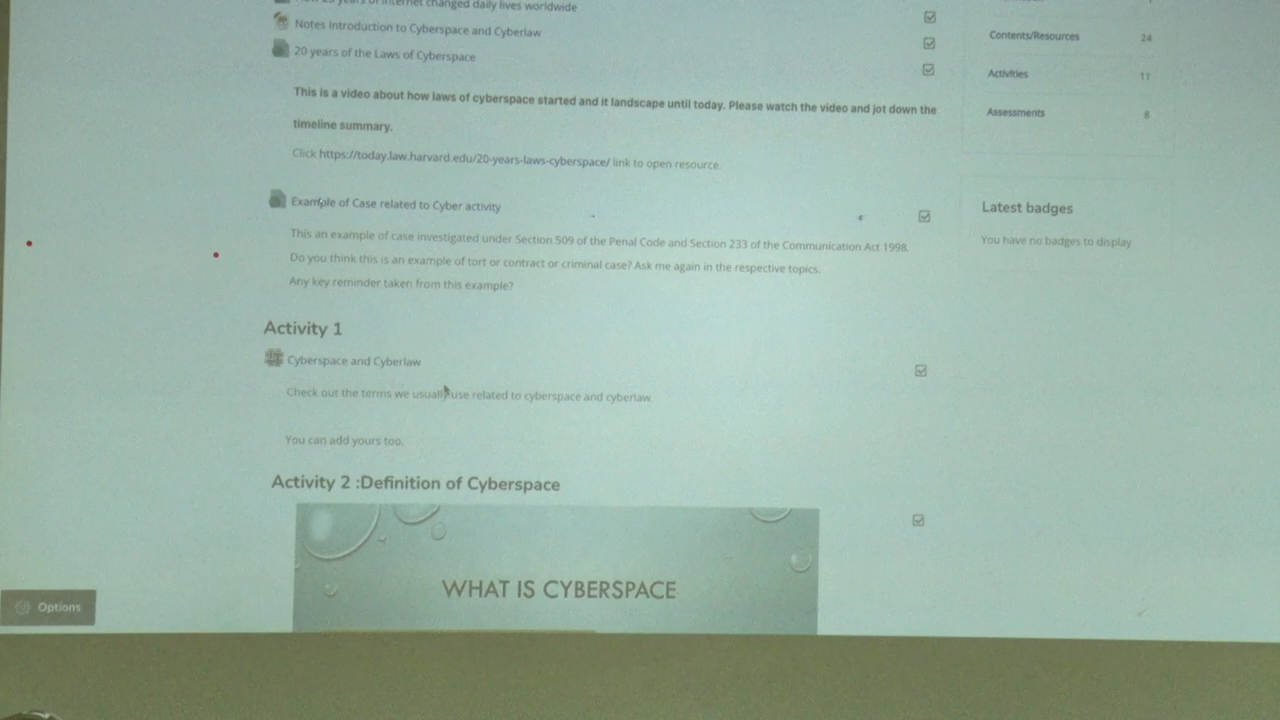 years of internet changed daily lives worldwide
Notes Introduction to Cyberspace and Cyberlaw
20 years of the Laws of Cyberspace
This is a video about how laws of cyberspace started and it landscape until today. Please watch the video and jot down the
timeline summary.
Click https://today.law.harvard.edu/20-years-laws-cyberspace/ link to open resource.
Example of Case related to Cyber activity
This an example of case investigated under Section 509 of the Penal Code and Section 233 of the Communication Act 1998.
Do you think this is an example of tort or contract or criminal case? Ask me again in the respective topics.
Any key reminder taken from this example?
Activity 1
Cyberspace and Cyberlaw
Check out the terms we usually use related to cyberspace and cyberlaw.
You can add yours too.
Activity 2 :Definition of Cyberspace
WHAT IS CYBERSPACE
Options
Contents/Resources 24
Activities 11
Assessments 8
Latest badges
You have no badges to display